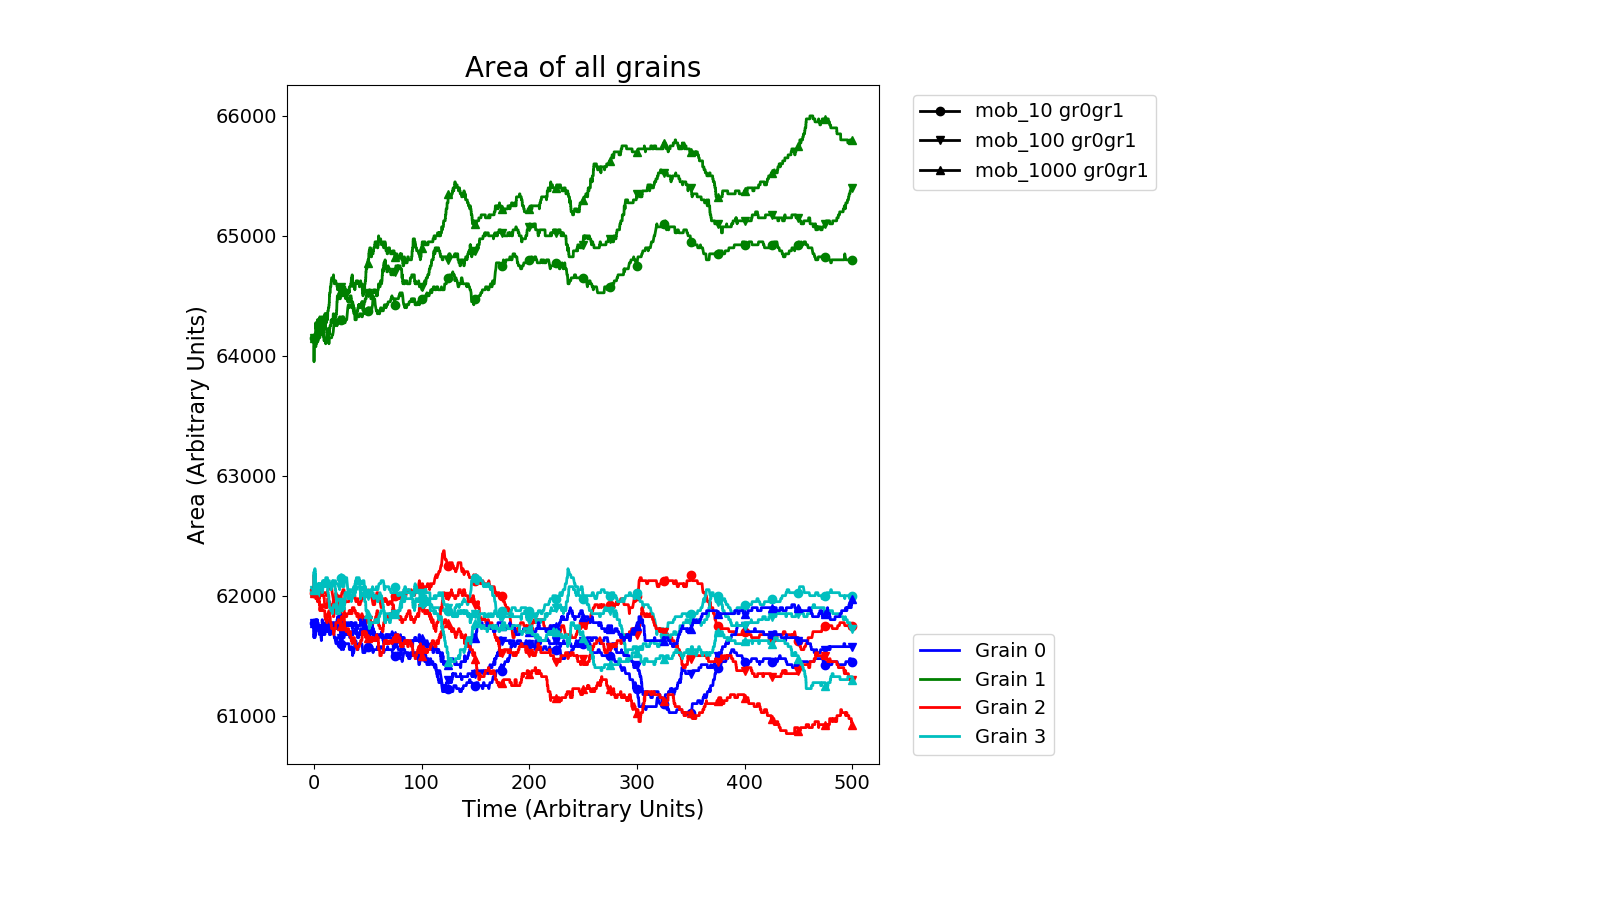 Area of all grains
66000
65000
64000
63000
62000
61000
Area (Arbitrary Units)
0 100 200 300 400 500
Time (Arbitrary Units)
mob_10 gr0gr1
mob_100 gr0gr1
mob_1000 gr0gr1
Grain 0
Grain 1
Grain 2
Grain 3